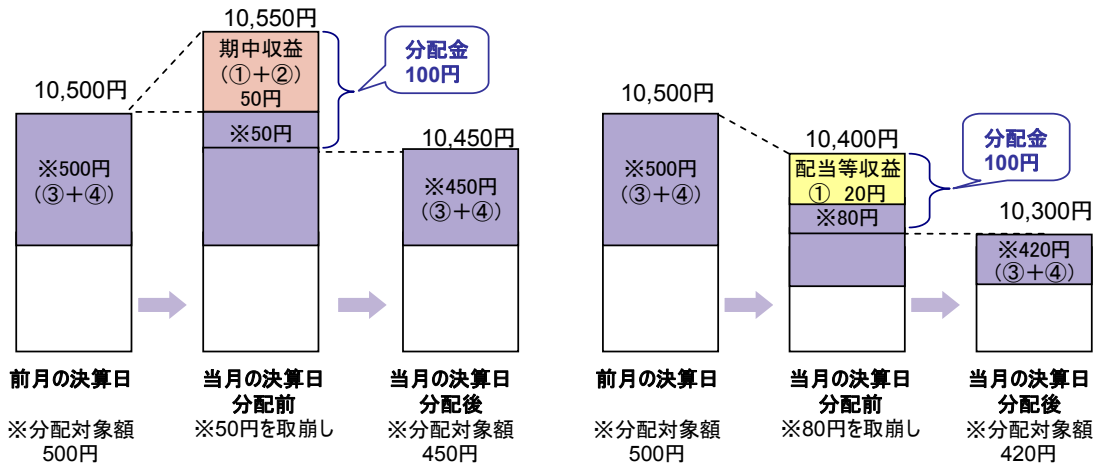 10,500円
※500円
(③+④)
前月の決算日
※分配対象額
500円
10,550円
期中収益
(①+②)
50円
※50円
分配金
100円
当月の決算日
分配前
※50円を取崩し
10,450円
※450円
(③+④)
当月の決算日
分配後
※分配対象額
450円
10,500円
※500円
(③+④)
前月の決算日
※分配対象額
500円
10,400円
配当等収益
① 20円
※80円
分配金
100円
当月の決算日
分配前
※80円を取崩し
10,300円
※420円
(③+④)
当月の決算日
分配後
※分配対象額
420円